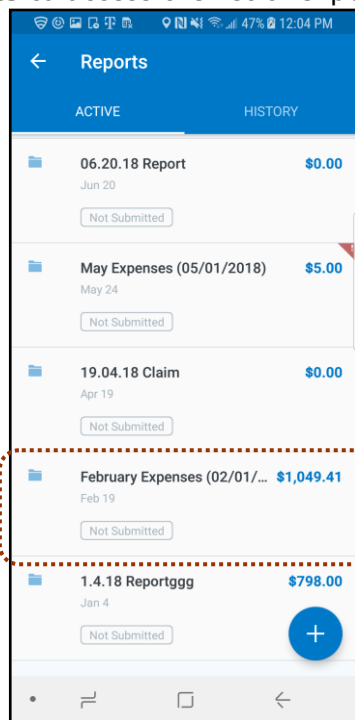 47% 12:04 PM
Reports
ACTIVE HISTORY
06.20.18 Report $0.00
Jun 20
Not Submitted
May Expenses (05/01/2018) $5.00
May 24
Not Submitted
19.04.18 Claim $0.00
Apr 19
Not Submitted
February Expenses (02/01/... $1,049.41
Feb 19
Not Submitted
1.4.18 Reportggg $798.00
Jan 4
Not Submitted